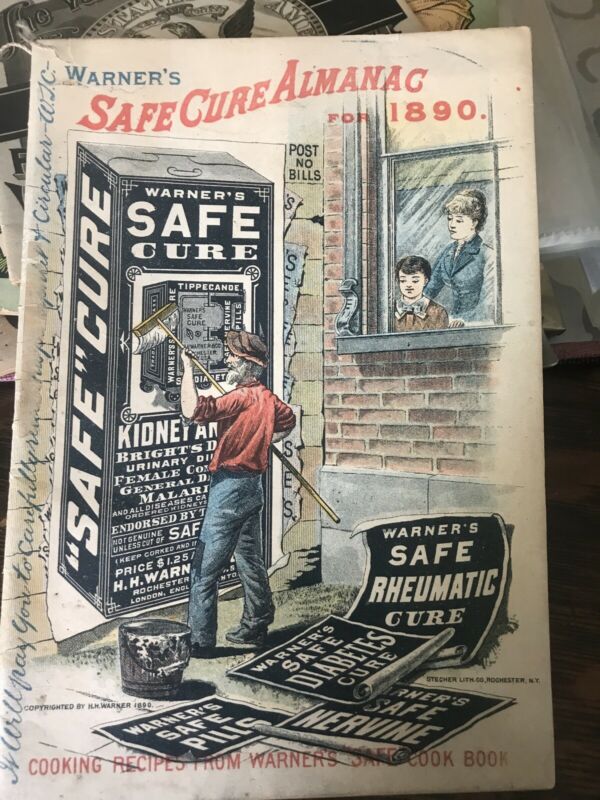 WARNER'S
SAFE CURE ALMANAC
FOR 1890.
POST
NO
BILLS
"SAFE" CURE
WARNER'S
SAFE
CURE
TIPPECANOE
WARNER'S
SAFE
CURE
ROCHESTER
NERVINE
PILLS
KIDNEY AN
BRIGHT'S D
URINARY DI
FEMALE CO
GENERAL D
MALARI
AND ALL DISEASES CA
ENDORSED BY T
NOT GENUINE
UNLESS CUT OF SAF
(KEEP CORKED AND
PRICE $1.25
H.H. WARN
ROCHESTER
LONDON, ENG
WARNER'S
SAFE
RHEUMATIC
CURE
WARNER'S
SAFE
DIABETES
CURE
WARNER'S
SAFE
PILLS
ARNER'S
SAFE
NERVINE
STECHER LITH. CO, ROCHESTER, N.Y.
COPYRIGHTED BY H.H. WARNER 1890.
COOKING RECIPES FROM WARNER'S SAFE COOK BOOK
It Will pay You to Carefully
& Circular